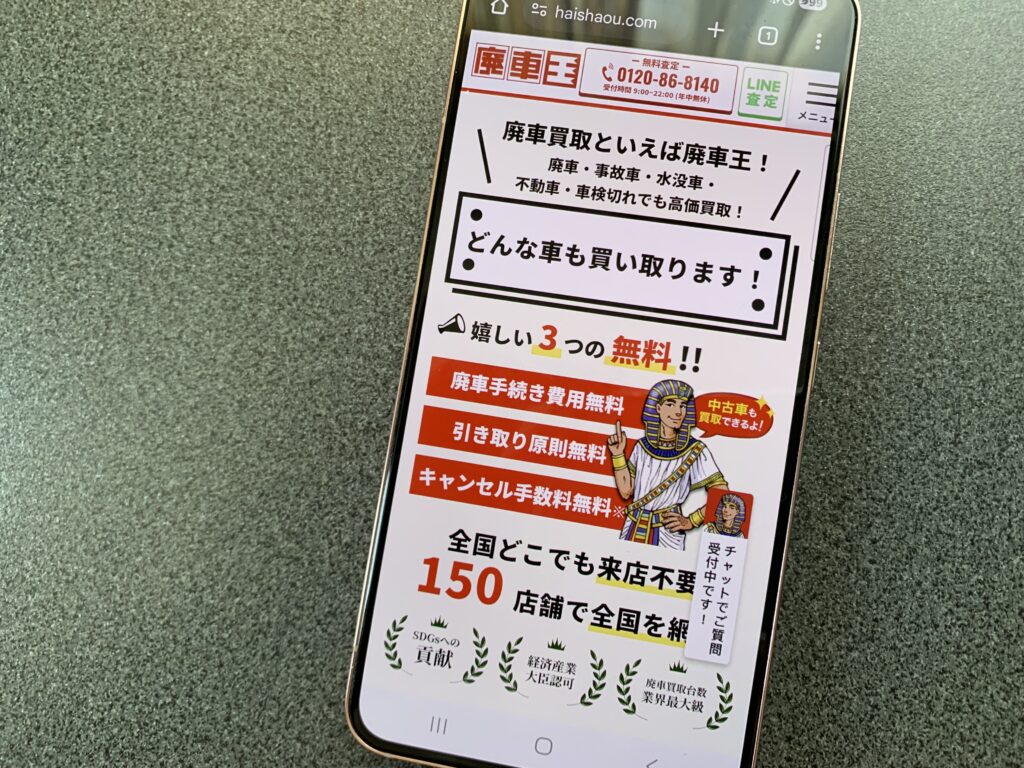 haishaou.com
1
99
廃車王
無料査定
0120-86-8140
受付時間 9:00~22:00 (年中無休)
LINE
査定
メニュー
廃車買取といえば廃車王!
廃車・事故車・水没車・
不動車・車検切れでも高価買取!
どんな車も買い取ります!
嬉しい3つの無料!!
廃車手続き費用無料
引き取り原則無料
キャンセル手数料無料※
中古車も
買取できるよ!
全国どこでも来店不要
150店舗で全国を網
チャットでご質問
受付中です!
SDGsへの
貢献
経済産業
大臣認可
廃車買取台数
業界最大級